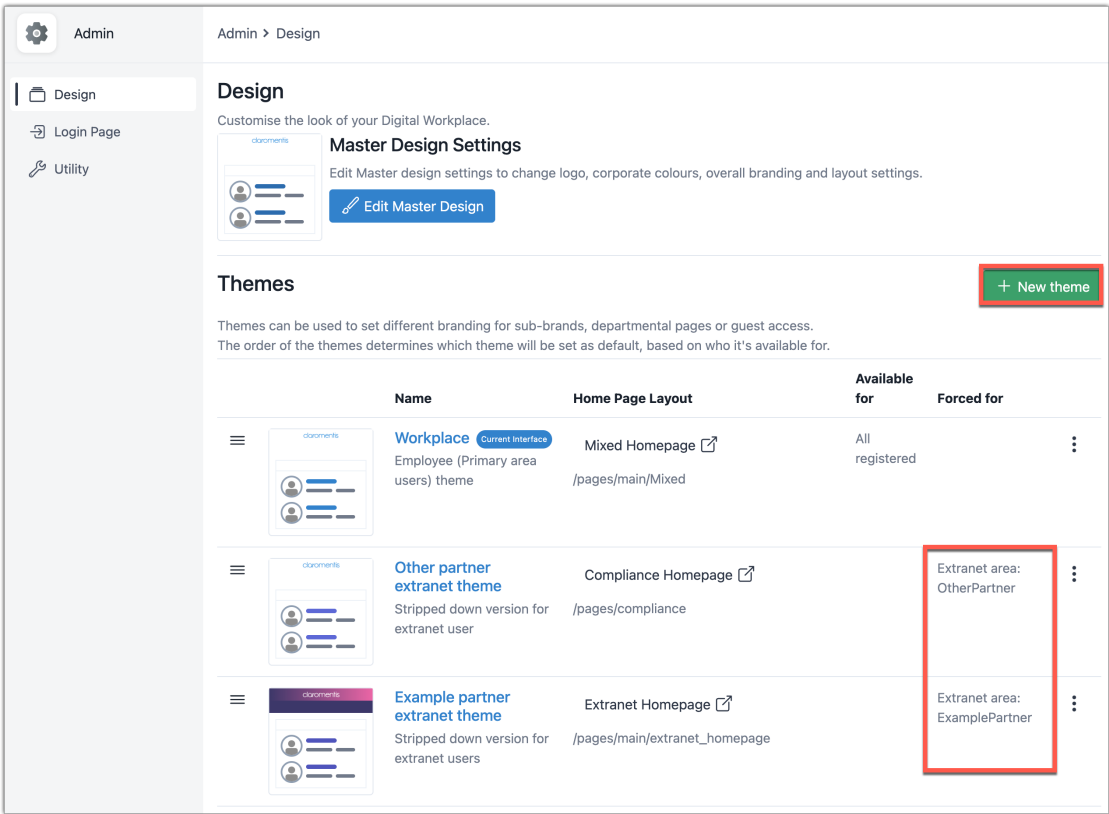 Admin
Admin > Design
Design
Login Page
Utility
Design
Customise the look of your Digital Workplace.
claromentis
Master Design Settings
Edit Master design settings to change logo, corporate colours, overall branding and layout settings.
Edit Master Design
Themes
+ New theme
Themes can be used to set different branding for sub-brands, departmental pages or guest access.
The order of the themes determines which theme will be set as default, based on who it's available for.
Name
Home Page Layout
Available
for
Forced for
claromentis
Workplace Current Interface
Employee (Primary area
users) theme
Mixed Homepage
/pages/main/Mixed
All
registered
claromentis
Other partner
extranet theme
Stripped down version for
extranet user
Compliance Homepage
/pages/compliance
Extranet area:
OtherPartner
claromentis
Example partner
extranet theme
Stripped down version for
extranet users
Extranet Homepage
/pages/main/extranet_homepage
Extranet area:
ExamplePartner